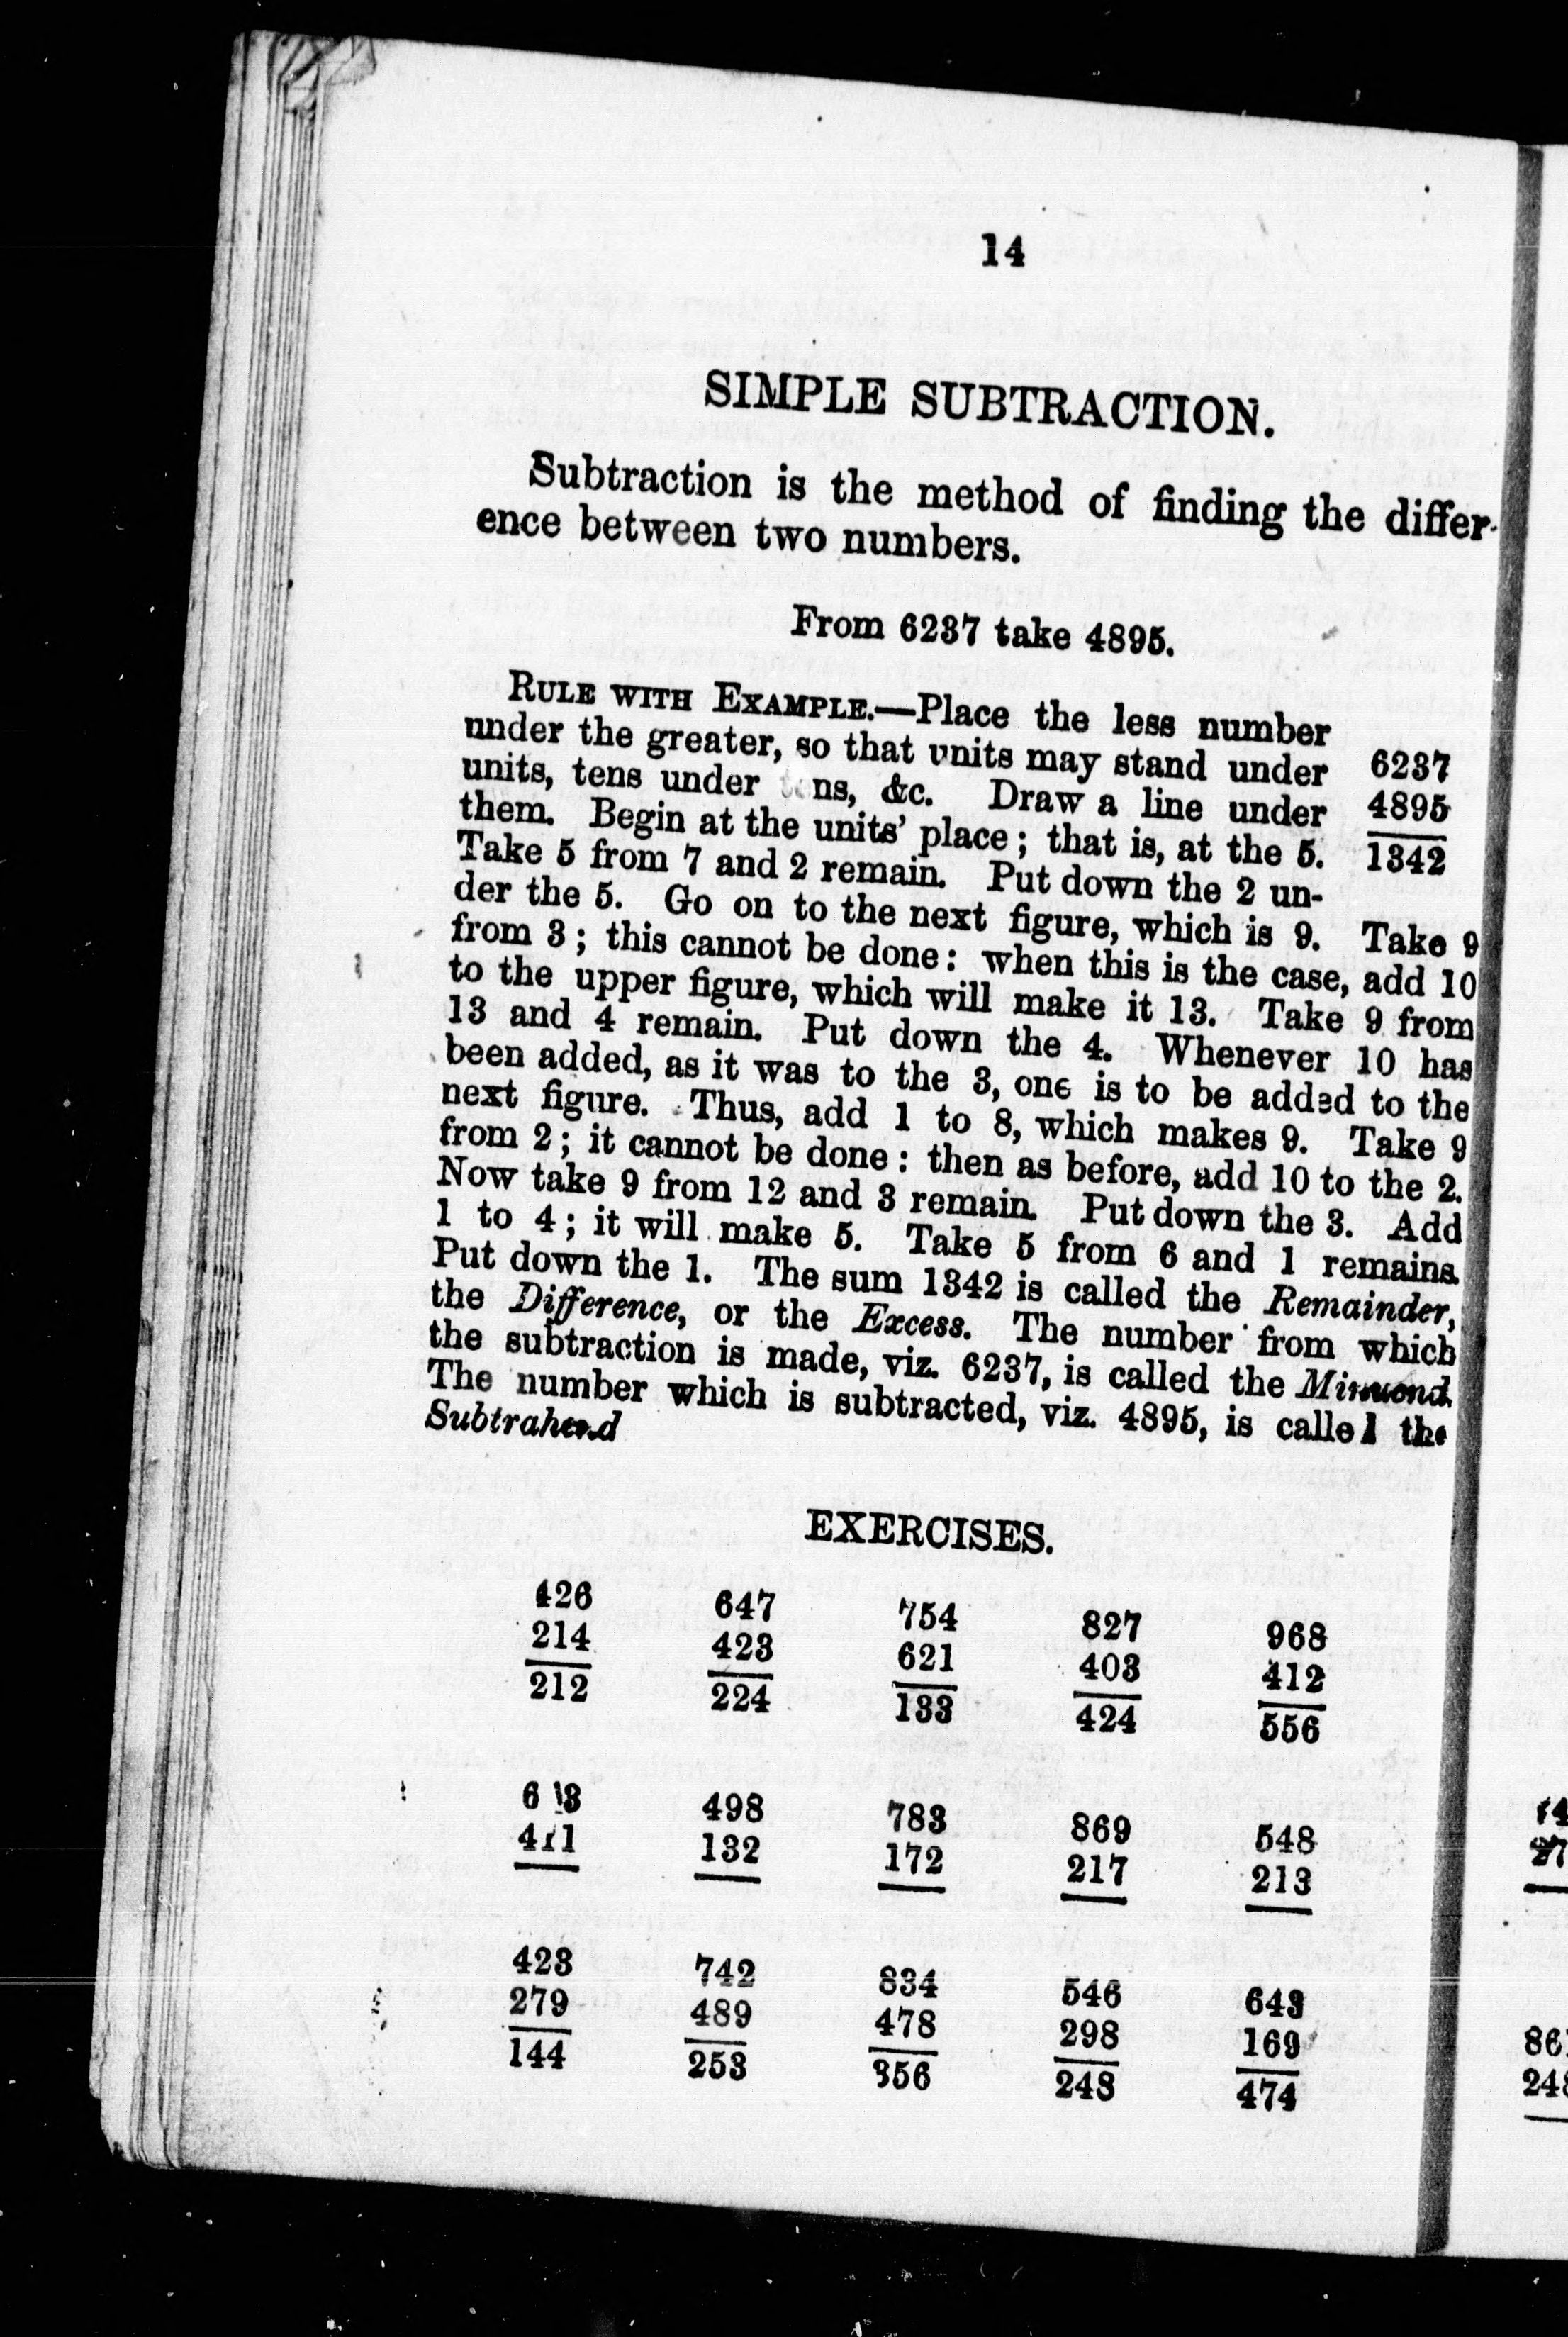 14
SIMPLE SUBTRACTION.
Subtraction is the method of finding the differ-
ence between two numbers.
From 6237 take 4895.
RULE WITH EXAMPLE.—Place the less number
under the greater, so that units may stand under 6237
units, tens under tens, &c. Draw a line under 4895
them. Begin at the units' place; that is, at the 5. 1342
Take 5 from 7 and 2 remain. Put down the 2 un-
der the 5. Go on to the next figure, which is 9. Take 9
from 3; this cannot be done: when this is the case, add 10
to the upper figure, which will make it 13. Take 9 from
13 and 4 remain. Put down the 4. Whenever 10 has
been added, as it was to the 3, one is to be added to the
next figure. Thus, add 1 to 8, which makes 9. Take 9
from 2; it cannot be done: then as before, add 10 to the 2.
Now take 9 from 12 and 3 remain. Put down the 3. Add
1 to 4; it will make 5. Take 5 from 6 and 1 remains.
Put down the 1. The sum 1342 is called the Remainder,
the Difference, or the Excess. The number from which
the subtraction is made, viz. 6237, is called the Minuend.
The number which is subtracted, viz. 4895, is called the
Subtrahend
EXERCISES.
426 647 754 827 968
214 423 621 403 412
212 224 133 424 556
498 783 869 548
132 172 217 213
423 742 834 546 643
279 489 478 298 169
144 253 356 248 474